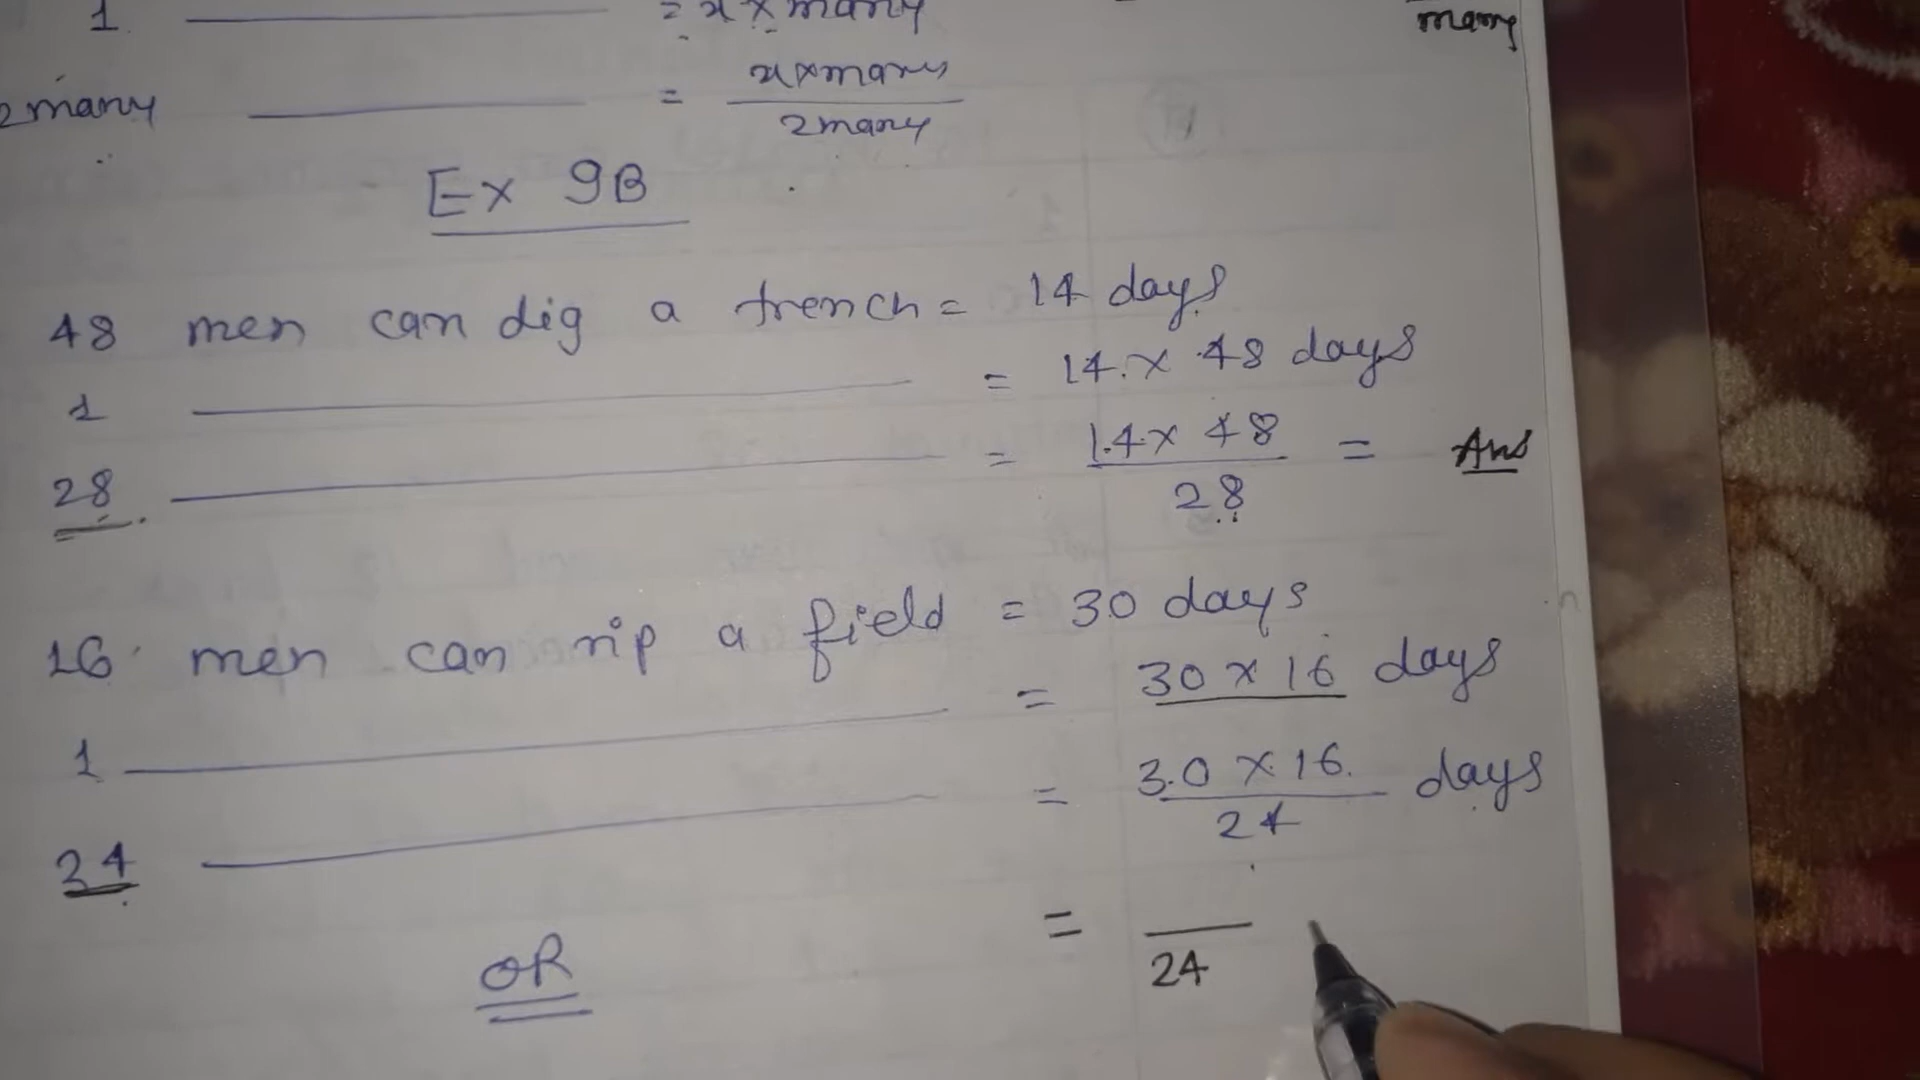 1 = x × many
many
2 many = x × many
2 many
Ex 9B
48 men can dig a trench = 14 days
1 = 14 × 48 days
28 = 14 × 48 / 28 = Ans
16 men can rip a field = 30 days
1 = 30 × 16 days
24 = 30 × 16 / 24 days
= / 24
OR